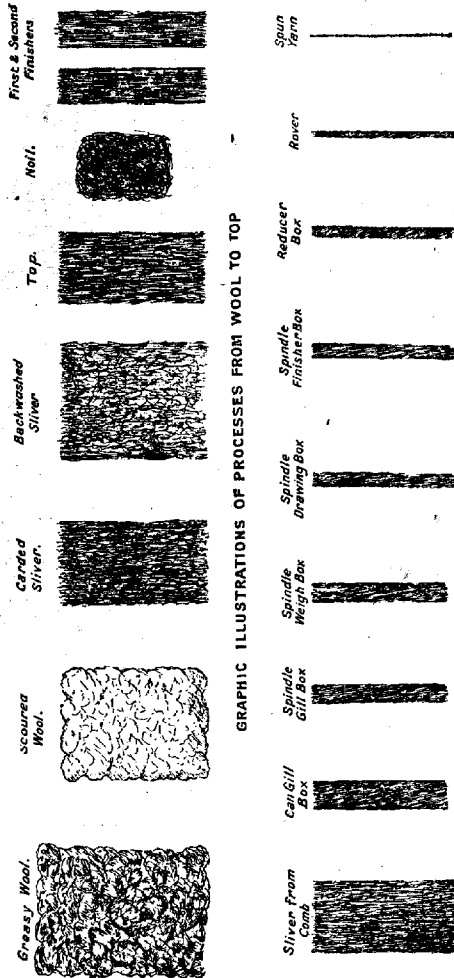 Greasy Wool.
Scoured
Wool.
Carded
Sliver.
Backwashed
Sliver
Top.
Noil.
First & Second
Finishers
GRAPHIC ILLUSTRATIONS OF PROCESSES FROM WOOL TO TOP
Sliver from
Comb
Can Gill
Box
Spindle
Gill Box
Spindle
Weigh Box
Spindle
Drawing Box
Spindle
Finisher Box
Reducer
Box
Rover
Spun
Yarn